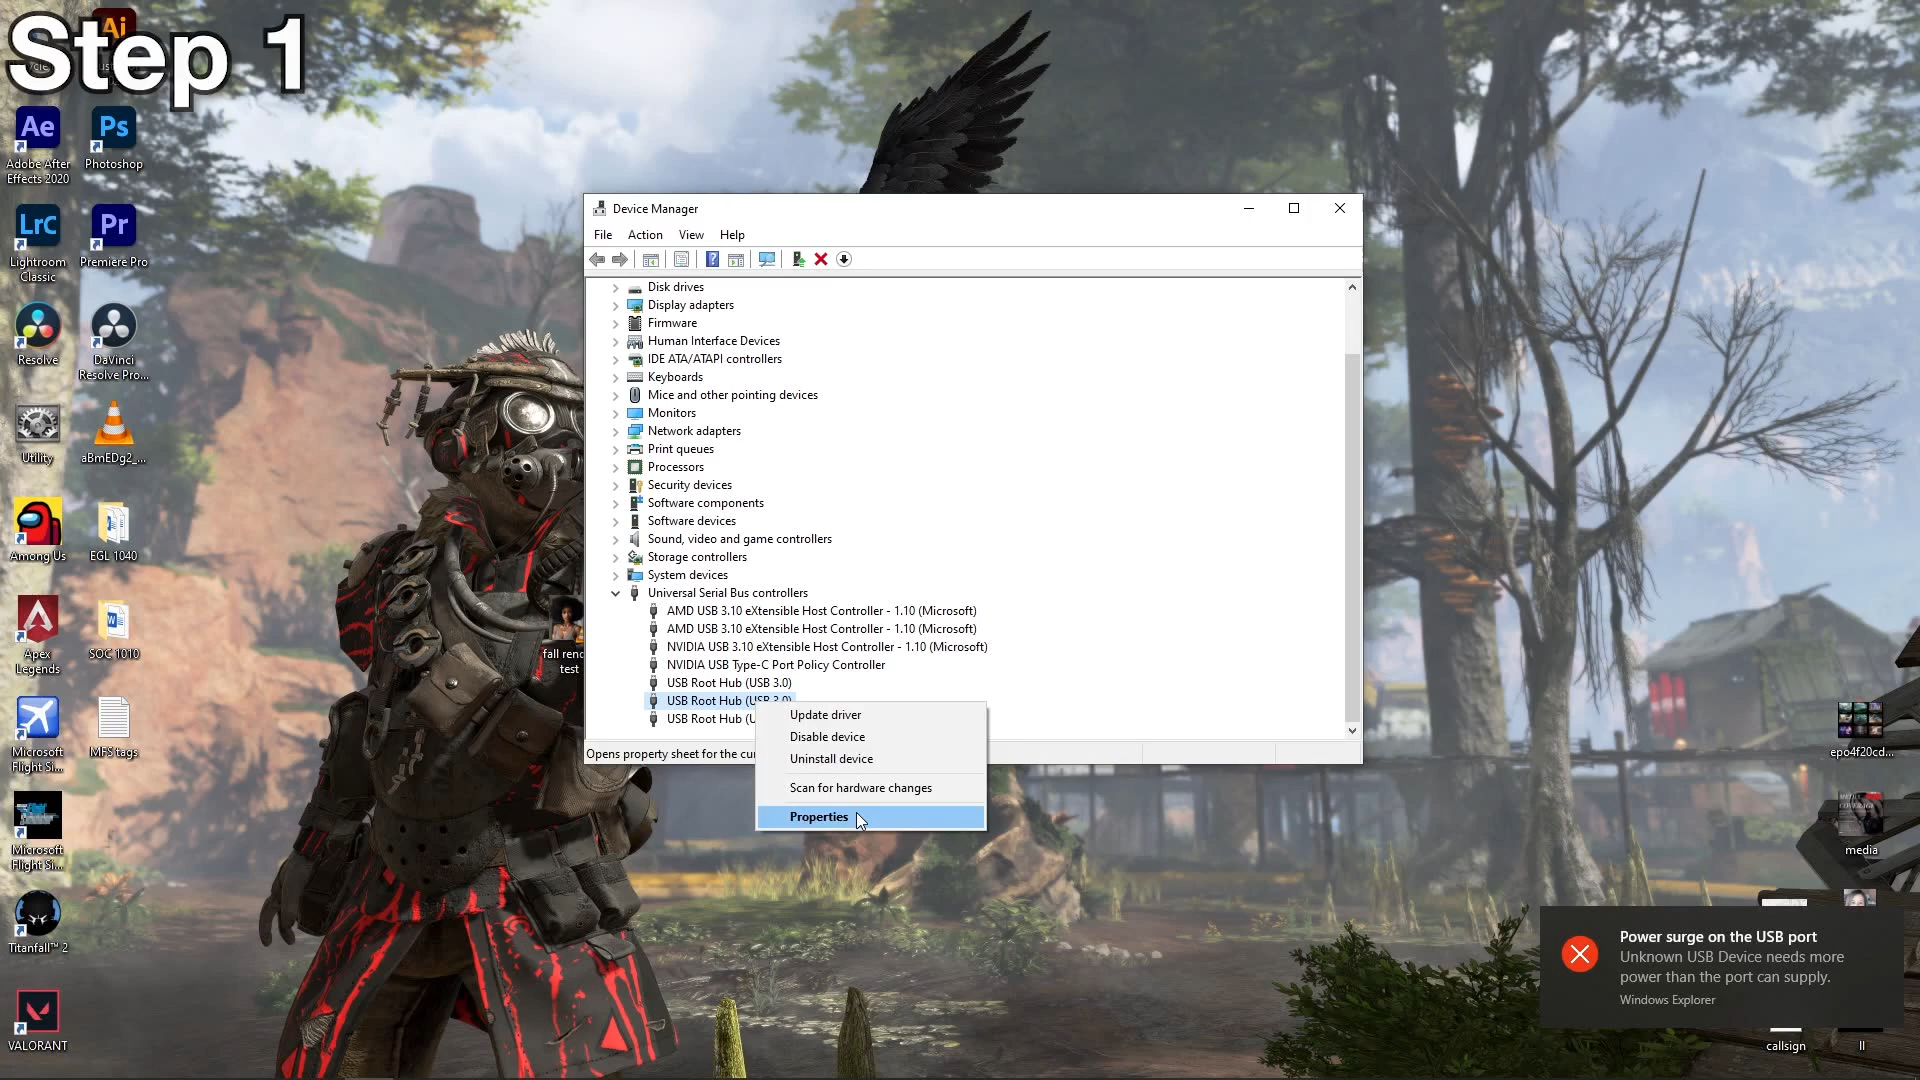 Step 1
Ai
Adobe After
Effects 2020
Ae
Photoshop
Ps
Lightroom
Classic
LrC
Premiere Pro
Pr
Resolve
DaVinci
Resolve Pro...
Utility
aBmEDg2_...
Among Us
EGL 1040
Apex
Legends
SOC 1010
Microsoft
Flight Si...
MFS tags
Microsoft
Flight Si...
Titanfall™ 2
VALORANT
fall rend
test
Device Manager
File Action View Help
Disk drives
Display adapters
Firmware
Human Interface Devices
IDE ATA/ATAPI controllers
Keyboards
Mice and other pointing devices
Monitors
Network adapters
Print queues
Processors
Security devices
Software components
Software devices
Sound, video and game controllers
Storage controllers
System devices
Universal Serial Bus controllers
AMD USB 3.10 eXtensible Host Controller - 1.10 (Microsoft)
AMD USB 3.10 eXtensible Host Controller - 1.10 (Microsoft)
NVIDIA USB 3.10 eXtensible Host Controller - 1.10 (Microsoft)
NVIDIA USB Type-C Port Policy Controller
USB Root Hub (USB 3.0)
USB Root Hub (USB 3.0)
USB Root Hub (U
Opens property sheet for the cu
Update driver
Disable device
Uninstall device
Scan for hardware changes
Properties
epo4f20cd...
media
Power surge on the USB port
Unknown USB Device needs more
power than the port can supply.
Windows Explorer
callsign
ll